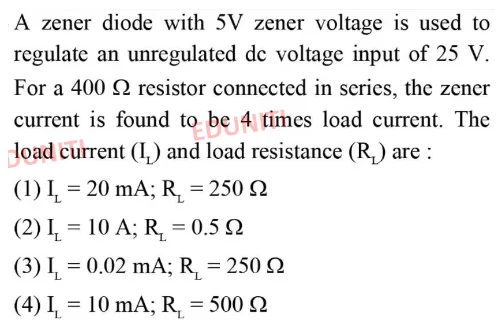 A zener diode with 5V zener voltage is used to
regulate an unregulated dc voltage input of 25 V.
For a 400 Ω resistor connected in series, the zener
current is found to be 4 times load current. The
load current (I_L) and load resistance (R_L) are :
(1) I_L = 20 mA; R_L = 250 Ω
(2) I_L = 10 A; R_L = 0.5 Ω
(3) I_L = 0.02 mA; R_L = 250 Ω
(4) I_L = 10 mA; R_L = 500 Ω
EDUNITI
DUNITI